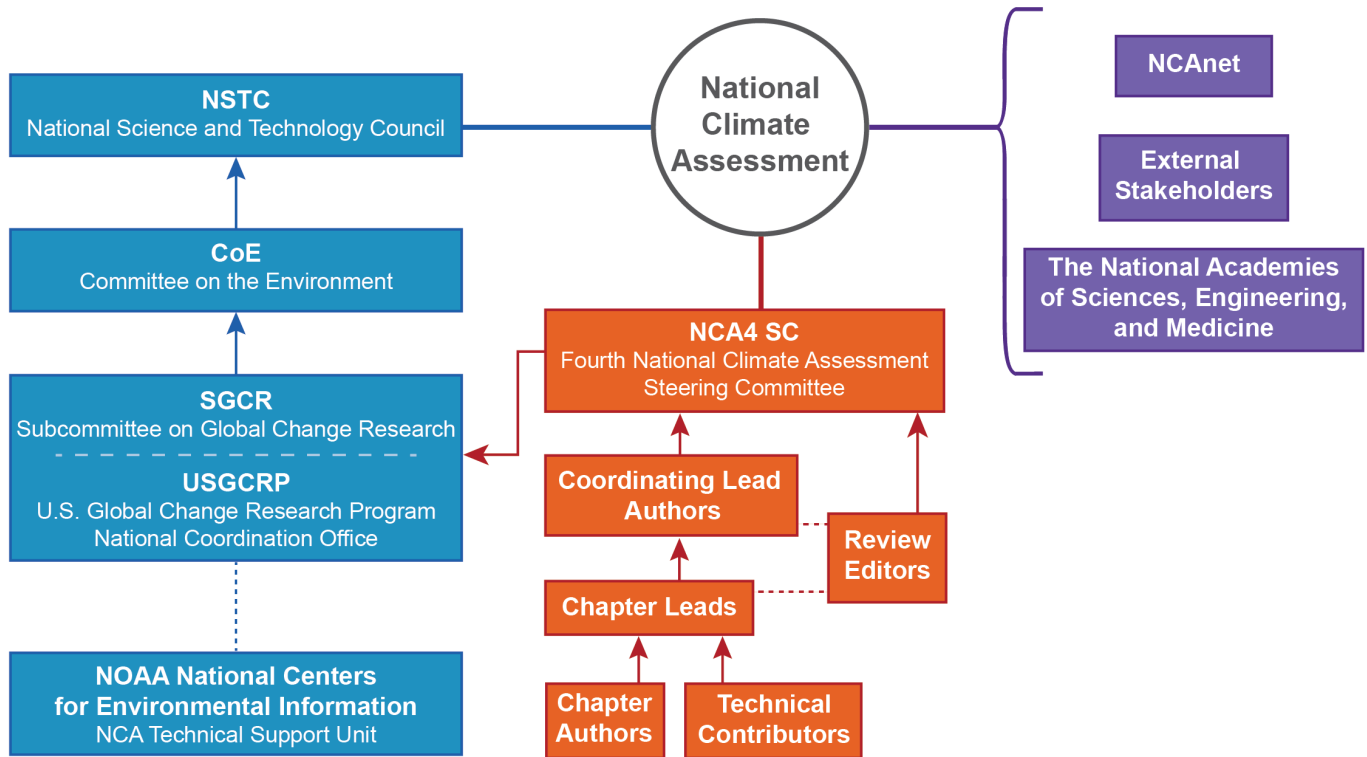 National
Climate
Assessment
NSTC
National Science and Technology Council
CoE
Committee on the Environment
SGCR
Subcommittee on Global Change Research
USGCRP
U.S. Global Change Research Program
National Coordination Office
NOAA National Centers
for Environmental Information
NCA Technical Support Unit
NCA4 SC
Fourth National Climate Assessment
Steering Committee
Coordinating Lead
Authors
Review
Editors
Chapter Leads
Chapter
Authors
Technical
Contributors
NCAnet
External
Stakeholders
The National Academies
of Sciences, Engineering,
and Medicine